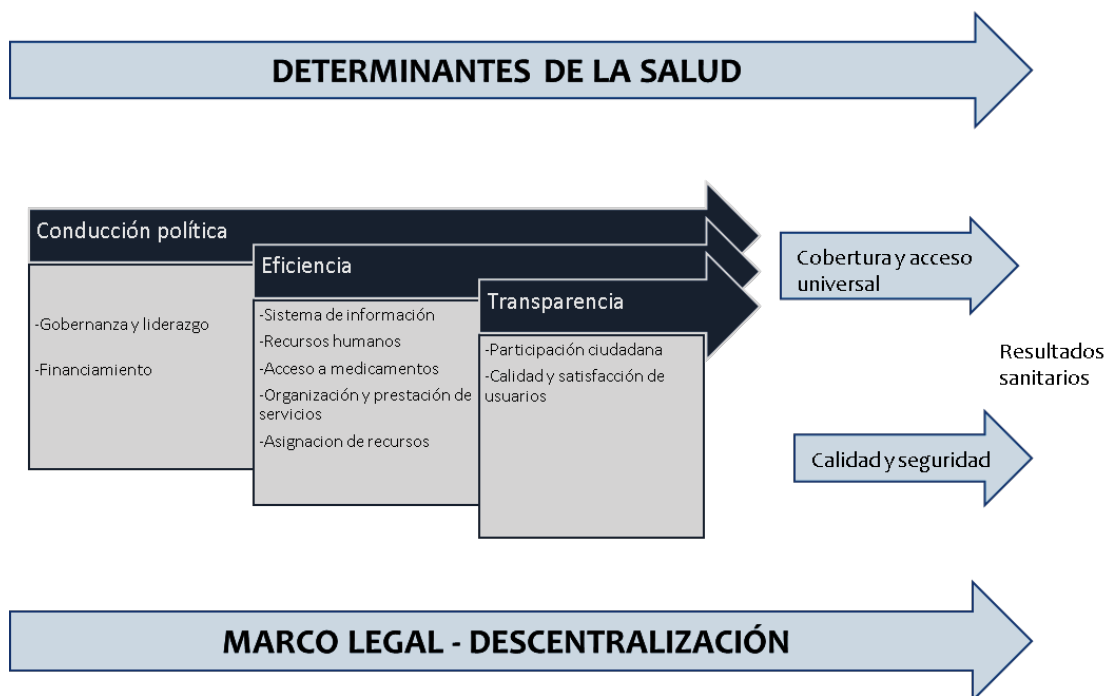 DETERMINANTES DE LA SALUD
Conducción política
-Gobernanza y liderazgo
-Financiamiento
Eficiencia
-Sistema de información
-Recursos humanos
-Acceso a medicamentos
-Organización y prestación de
servicios
-Asignacion de recursos
Transparencia
-Participación ciudadana
-Calidad y satisfacción de
usuarios
Cobertura y acceso
universal
Calidad y seguridad
Resultados
sanitarios
MARCO LEGAL - DESCENTRALIZACIÓN